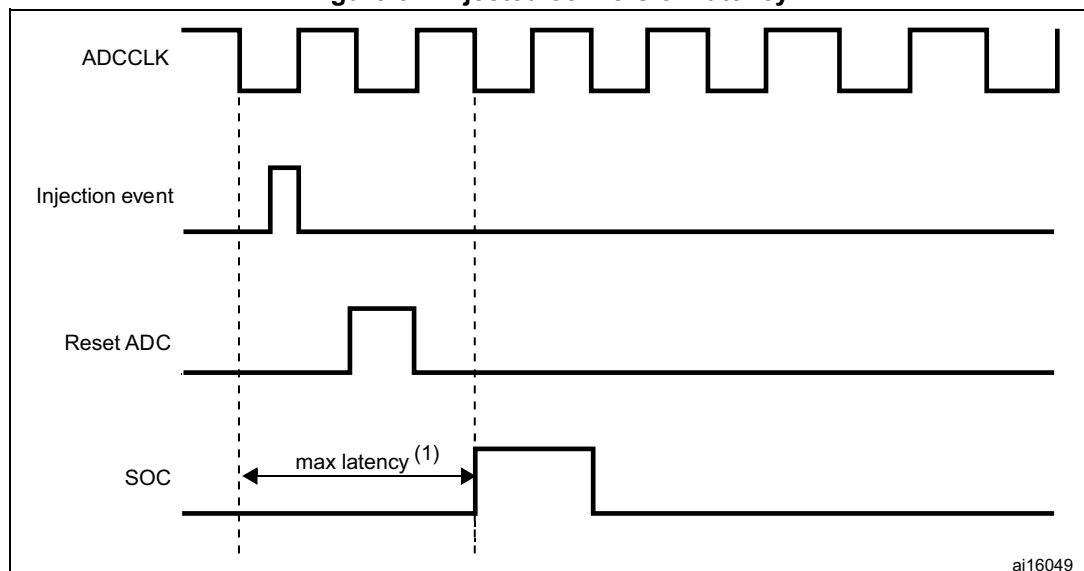 ADCCLK
Injection event
Reset ADC
max latency (1)
SOC
ai16049